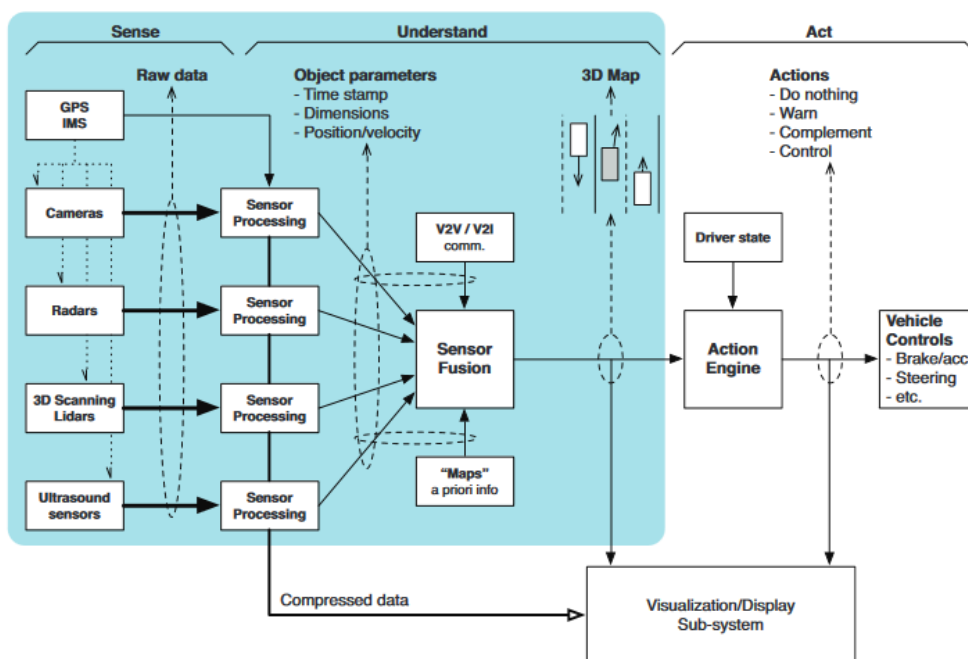 Sense
Understand
Act
Raw data
Object parameters
- Time stamp
- Dimensions
- Position/velocity
3D Map
Actions
- Do nothing
- Warn
- Complement
- Control
GPS
IMS
Cameras
Sensor
Processing
V2V / V2I
comm.
Driver state
Radars
Sensor
Processing
Sensor
Fusion
Action
Engine
Vehicle
Controls
- Brake/acc
- Steering
- etc.
3D Scanning
Lidars
Sensor
Processing
"Maps"
a priori info
Ultrasound
sensors
Sensor
Processing
Compressed data
Visualization/Display
Sub-system